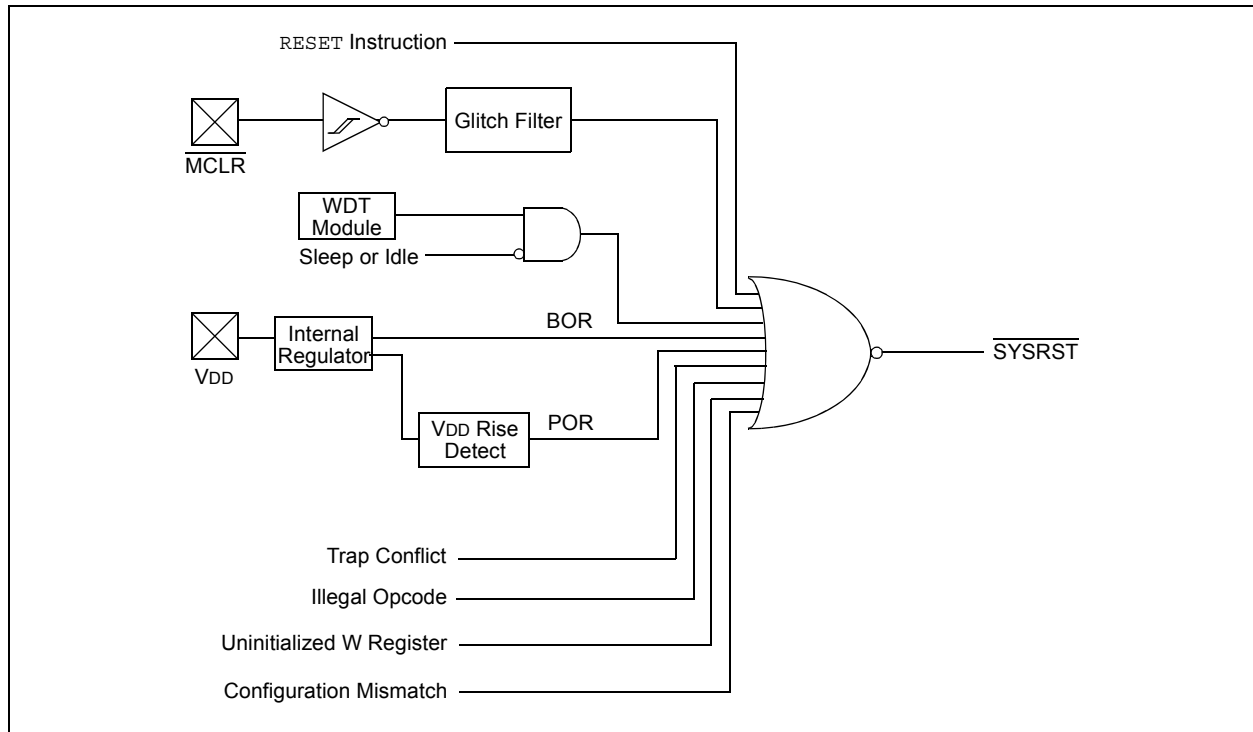 RESET Instruction
Glitch Filter
MCLR
WDT
Module
Sleep or Idle
BOR
Internal
Regulator
SYSRST
VDD
VDD Rise
Detect
POR
Trap Conflict
Illegal Opcode
Uninitialized W Register
Configuration Mismatch